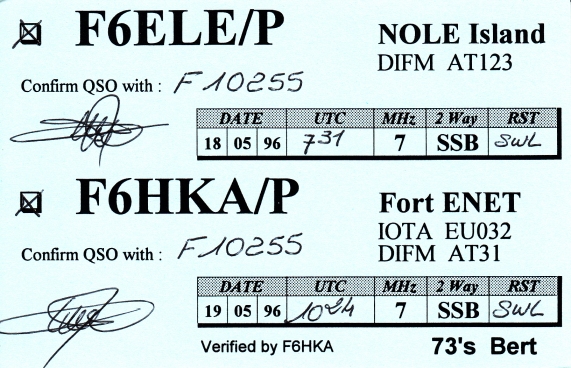 F6ELE/P NOLE Island
DIFM AT123
Confirm QSO with : F10255
DATE UTC MHz 2 Way RST
18 05 96 731 7 SSB SWL
F6HKA/P Fort ENET
IOTA EU032
Confirm QSO with : F10255 DIFM AT31
DATE UTC MHz 2 Way RST
19 05 96 1024 7 SSB SWL
Verified by F6HKA 73's Bert